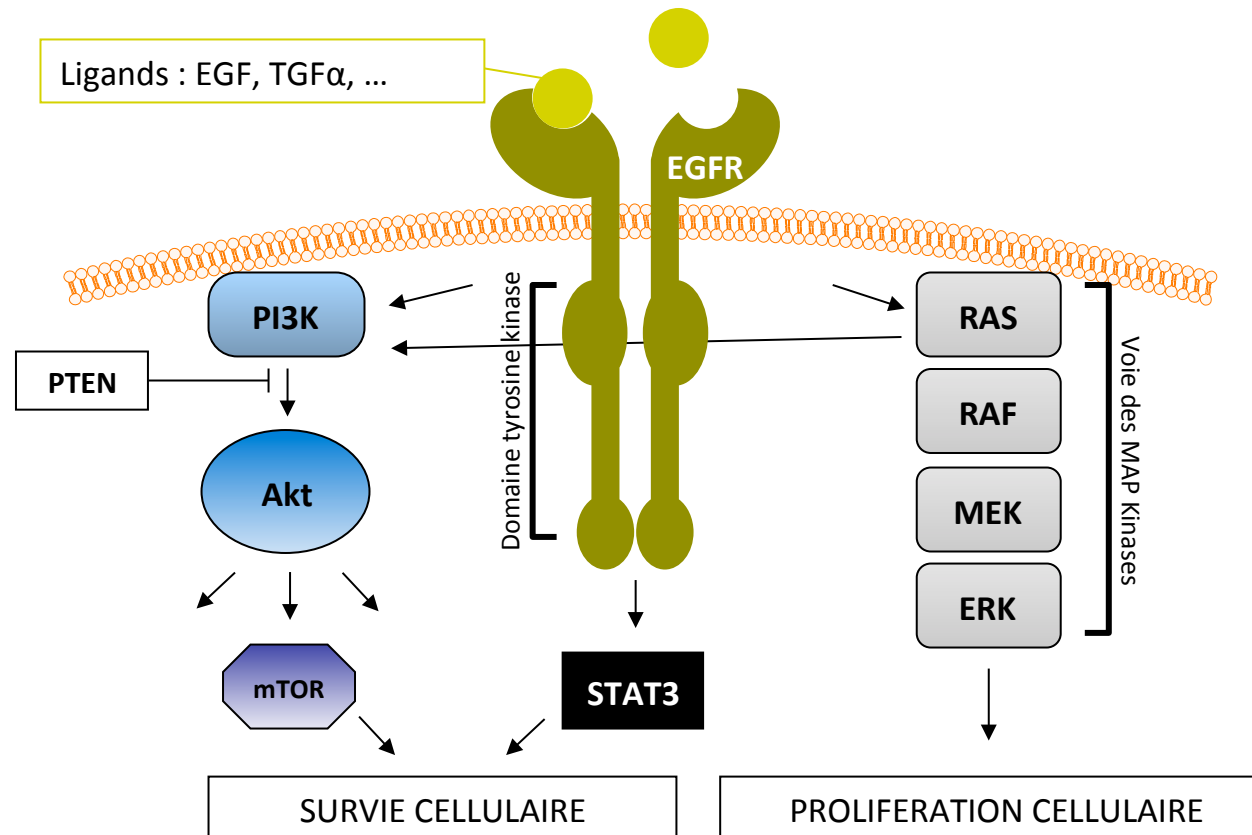 Ligands : EGF, TGFα, ...
EGFR
PI3K
RAS
PTEN
Domaine tyrosine kinase
RAF
Voie des MAP Kinases
Akt
MEK
ERK
mTOR
STAT3
SURVIE CELLULAIRE
PROLIFERATION CELLULAIRE